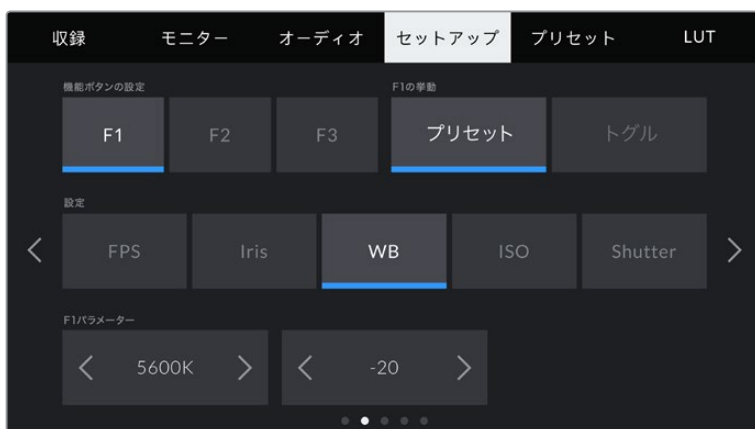 収録 モニター オーディオ セットアップ プリセット LUT
機能ボタンの設定 F1の挙動
F1 F2 F3 プリセット トグル
設定
FPS Iris WB ISO Shutter
F1パラメーター
5600K -20